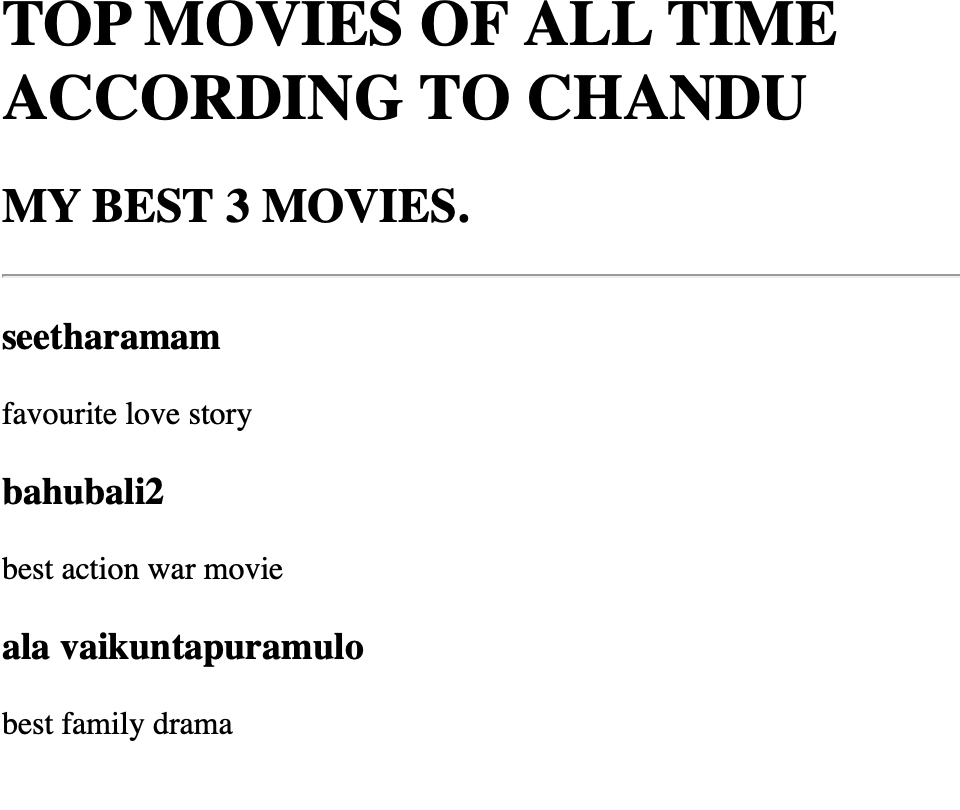 TOP MOVIES OF ALL TIME
ACCORDING TO CHANDU
MY BEST 3 MOVIES.
seetharamam
favourite love story
bahubali2
best action war movie
ala vaikuntapuramulo
best family drama